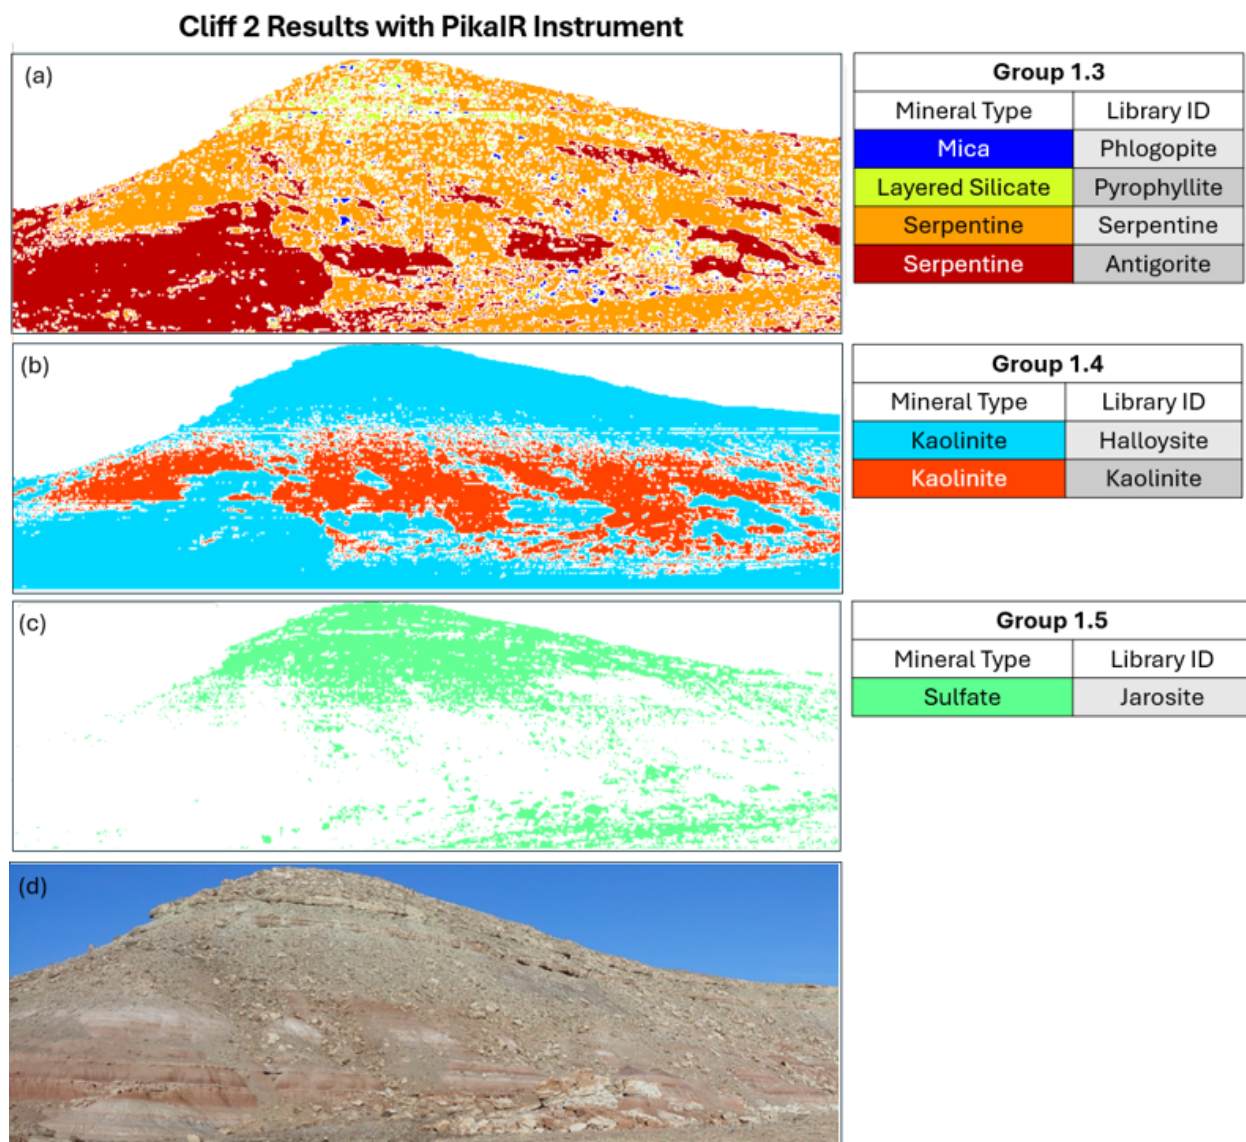 Cliff 2 Results with PikaIR Instrument
(a)
Group 1.3
Mineral Type Library ID
Mica Phlogopite
Layered Silicate Pyrophyllite
Serpentine Serpentine
Serpentine Antigorite
(b)
Group 1.4
Mineral Type Library ID
Kaolinite Halloysite
Kaolinite Kaolinite
(c)
Group 1.5
Mineral Type Library ID
Sulfate Jarosite
(d)